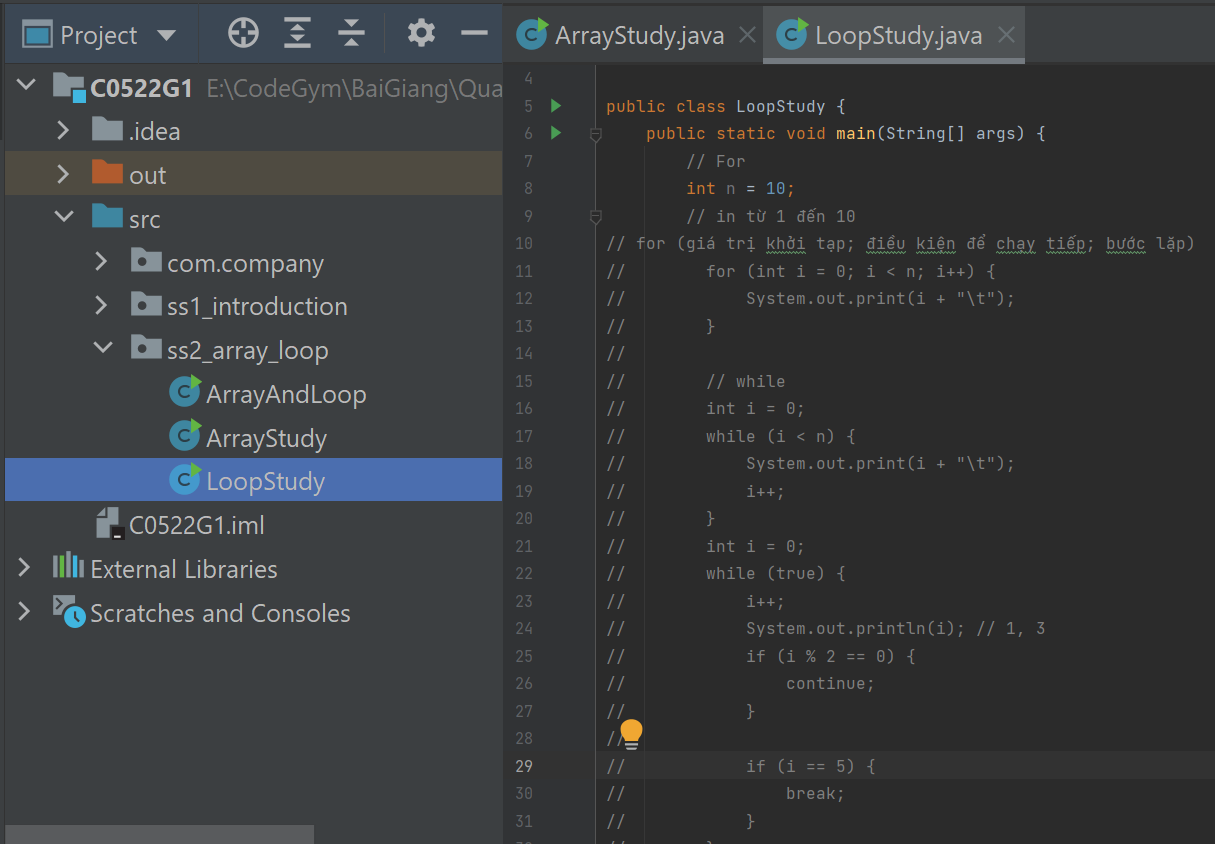 Project
C0522G1 E:\CodeGym\BaiGiang\Qua
.idea
out
src
com.company
ss1_introduction
ss2_array_loop
ArrayAndLoop
ArrayStudy
LoopStudy
C0522G1.iml
External Libraries
Scratches and Consoles
ArrayStudy.java LoopStudy.java
4
5 public class LoopStudy {
6 public static void main(String[] args) {
7 // For
8 int n = 10;
9 // in từ 1 đến 10
10 // for (giá trị khởi tạp; điều kiện để chạy tiếp; bước lặp)
11 // for (int i = 0; i < n; i++) {
12 // System.out.print(i + "\t");
13 // }
14 //
15 // // while
16 // int i = 0;
17 // while (i < n) {
18 // System.out.print(i + "\t");
19 // i++;
20 // }
21 // int i = 0;
22 // while (true) {
23 // i++;
24 // System.out.println(i); // 1, 3
25 // if (i % 2 == 0) {
26 // continue;
27 // }
28 //
29 // if (i == 5) {
30 // break;
31 // }